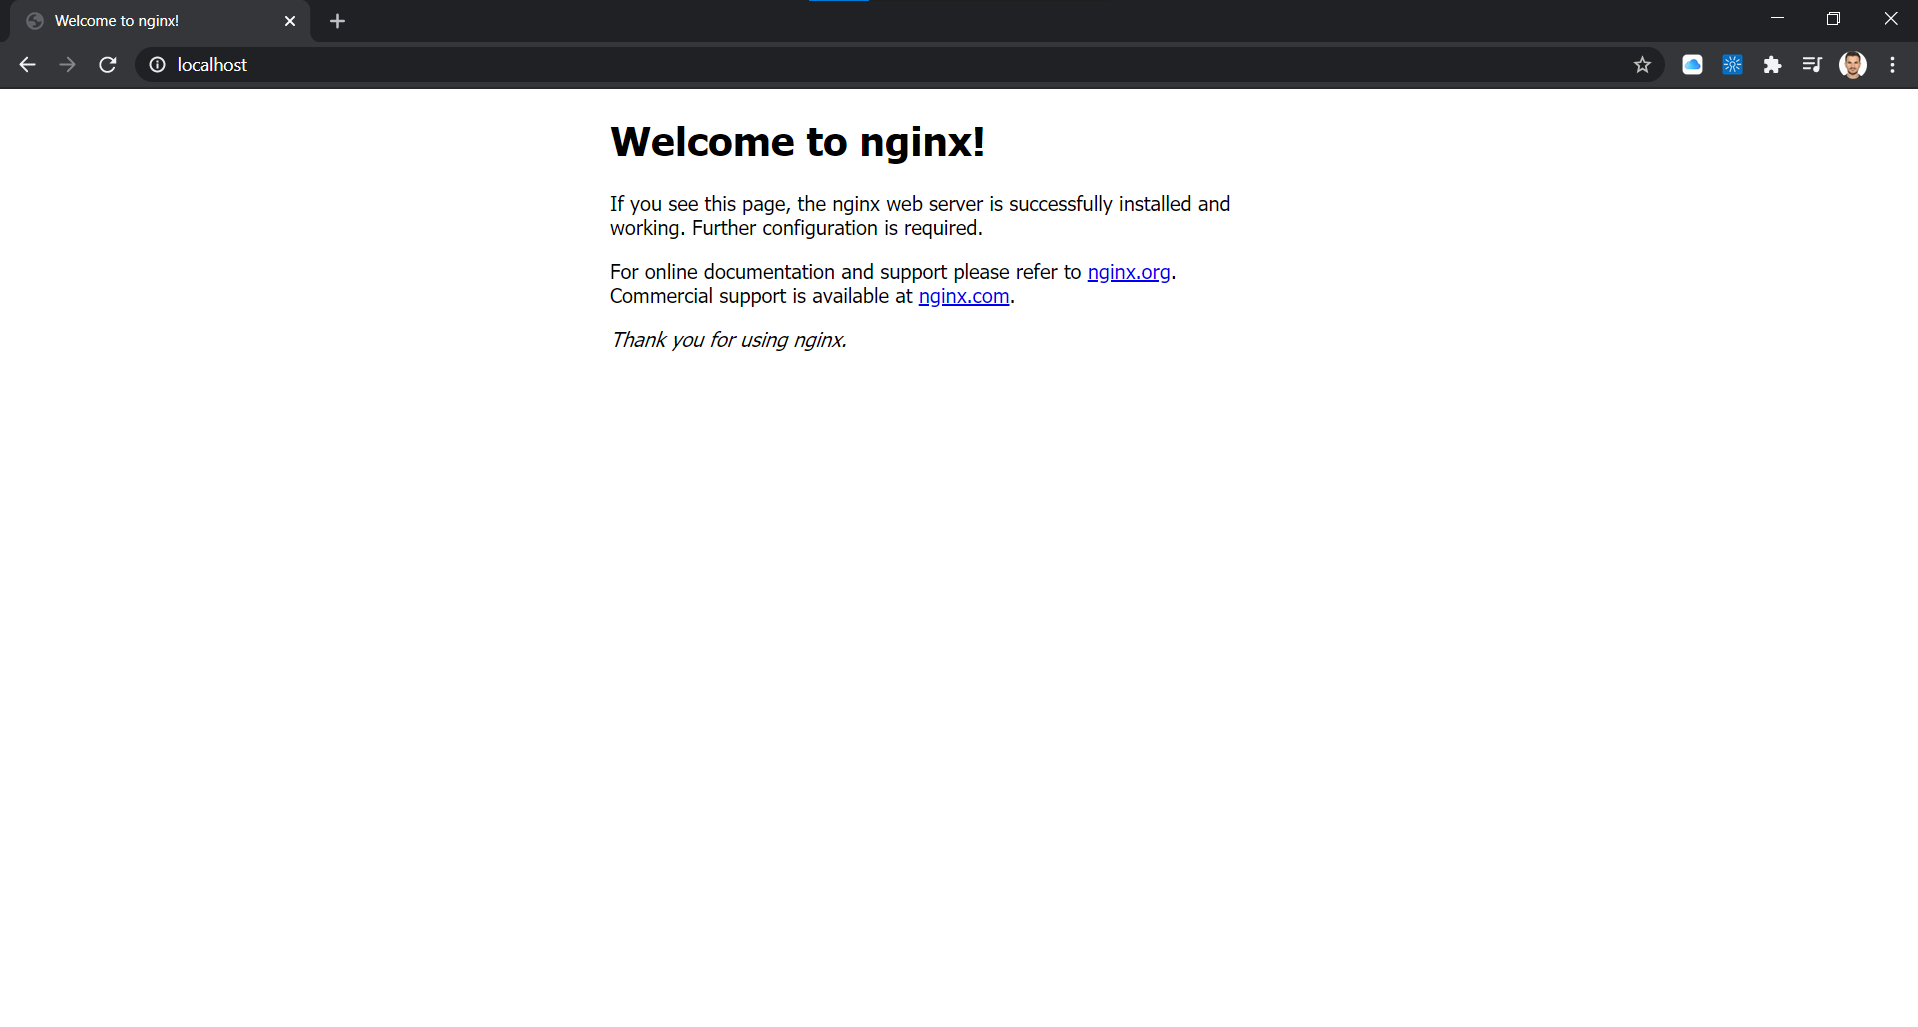 Welcome to nginx!
localhost
Welcome to nginx!
If you see this page, the nginx web server is successfully installed and
working. Further configuration is required.
For online documentation and support please refer to nginx.org.
Commercial support is available at nginx.com.
Thank you for using nginx.